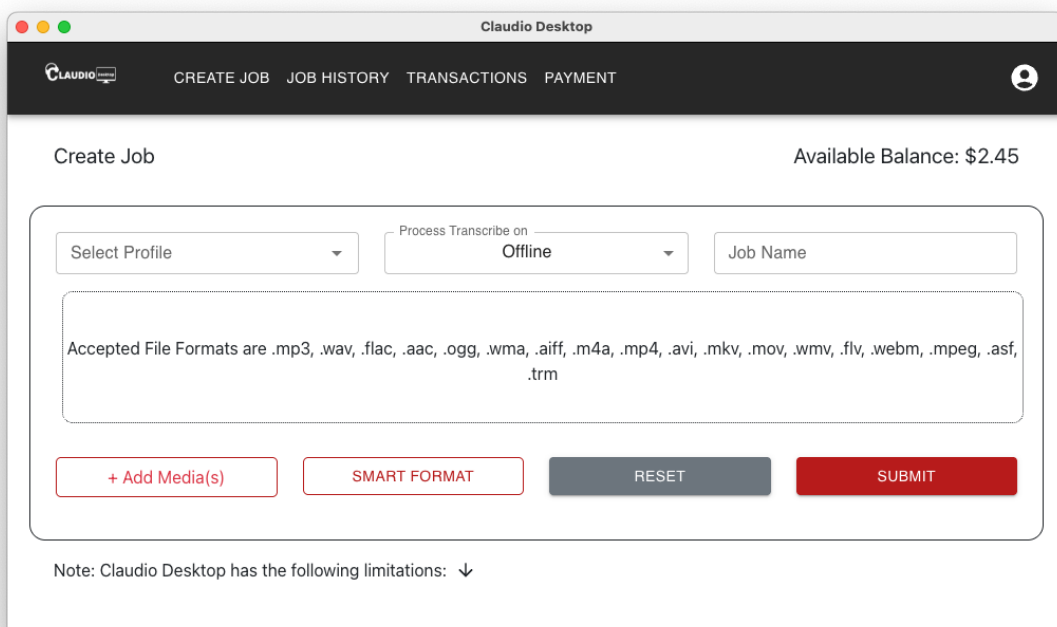 Claudio Desktop
CLAUDIO Desktop
CREATE JOB JOB HISTORY TRANSACTIONS PAYMENT
Create Job
Available Balance: $2.45
Select Profile
Process Transcribe on
Offline
Job Name
Accepted File Formats are .mp3, .wav, .flac, .aac, .ogg, .wma, .aiff, .m4a, .mp4, .avi, .mkv, .mov, .wmv, .flv, .webm, .mpeg, .asf,
.trm
+ Add Media(s)
SMART FORMAT
RESET
SUBMIT
Note: Claudio Desktop has the following limitations: ↓